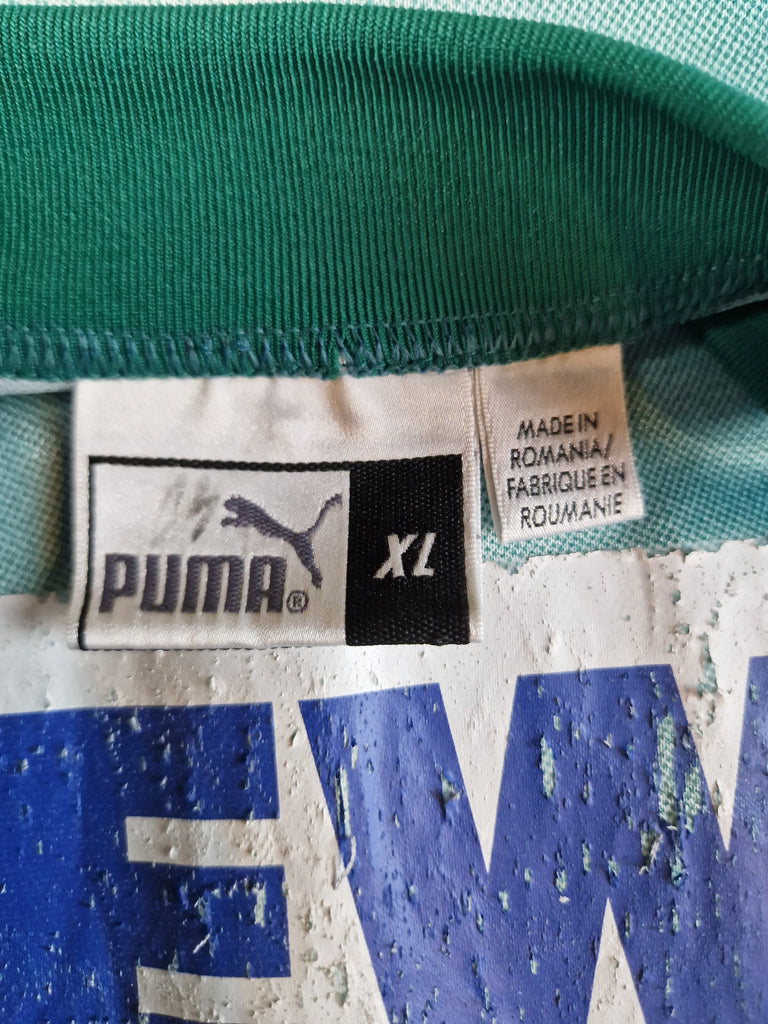 MADE IN
ROMANIA/
FABRIQUE EN
ROUMANIE
PUMA®
XL
EW